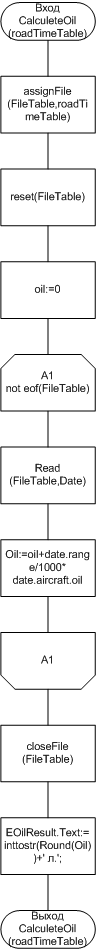 Вход
CalculeteOil
(roadTimeTable)
assignFile
(FileTable,roadTi
meTable)
reset(FileTable)
oil:=0
A1
not eof(FileTable)
Read
(FileTable,Date)
Oil:=oil+date.rang
e/1000*
date.aircraft.oil
A1
closeFile
(FileTable)
EOilResult.Text:=
inttostr(Round(Oil)
)+' л.';
Выход
CalculeteOil
(roadTimeTable)